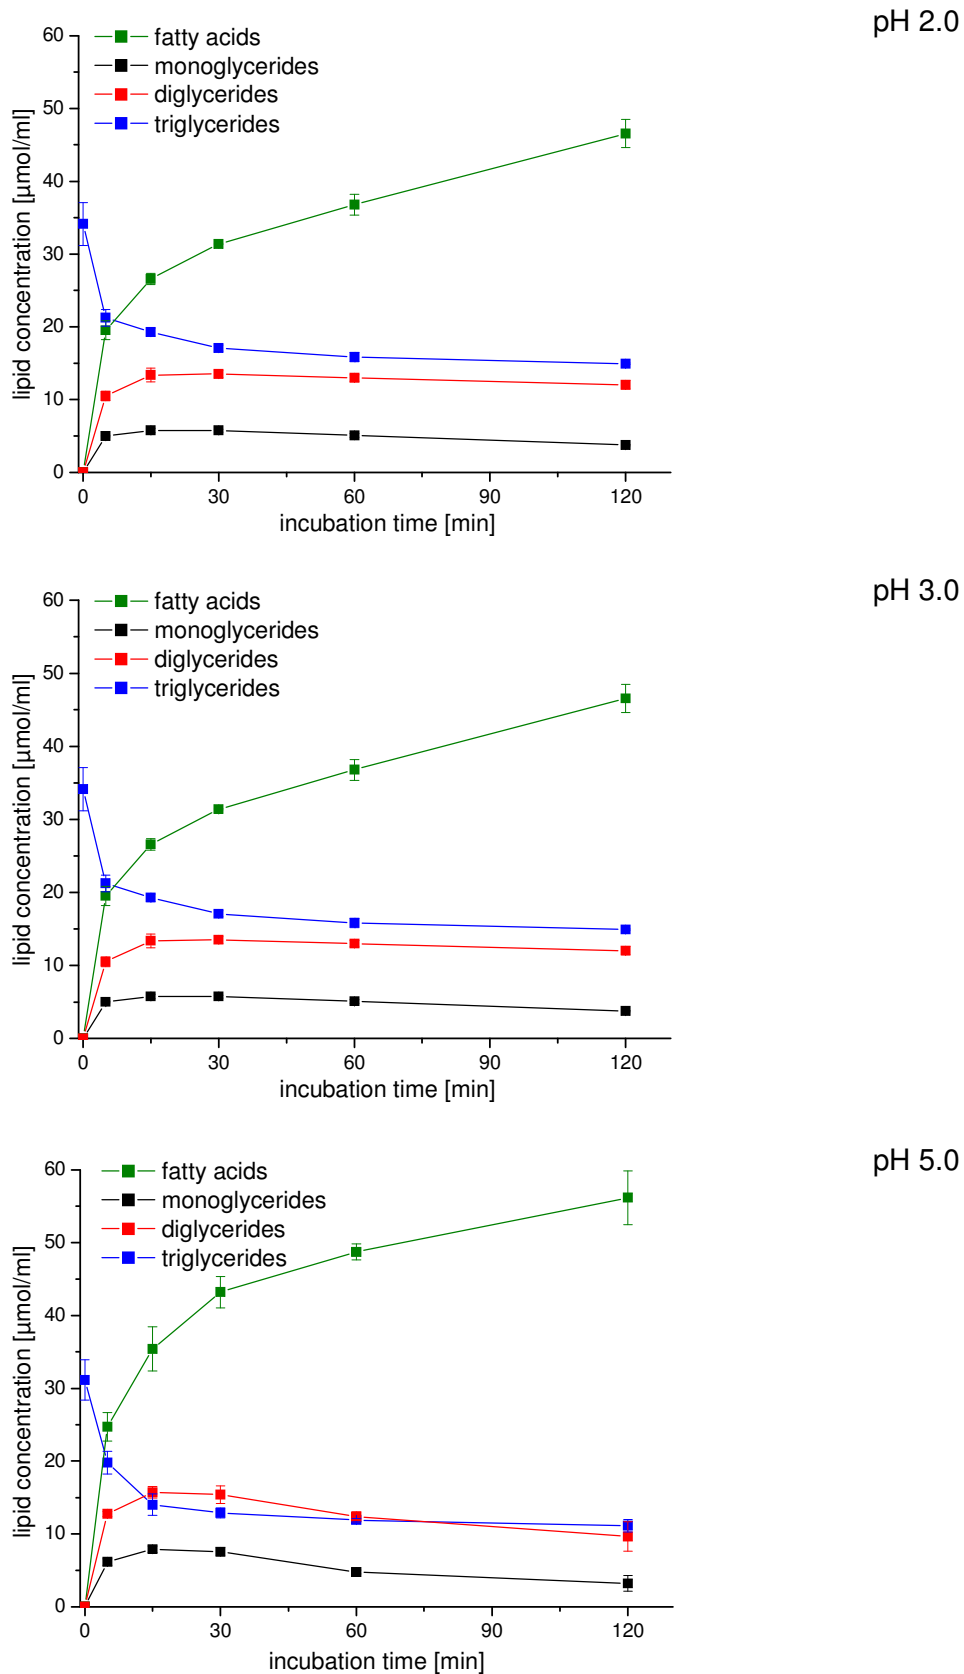 pH 2.0
60
50
40
30
20
10
0
lipid concentration [µmol/ml]
fatty acids
monoglycerides
diglycerides
triglycerides
0 30 60 90 120
incubation time [min]
pH 3.0
60
50
40
30
20
10
0
lipid concentration [µmol/ml]
fatty acids
monoglycerides
diglycerides
triglycerides
0 30 60 90 120
incubation time [min]
pH 5.0
60
50
40
30
20
10
0
lipid concentration [µmol/ml]
fatty acids
monoglycerides
diglycerides
triglycerides
0 30 60 90 120
incubation time [min]